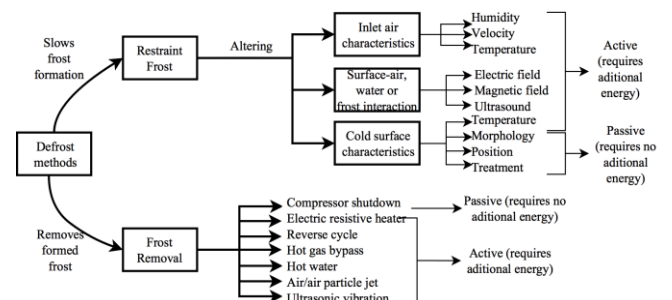 Slows
frost
formation
Restraint
Frost
Altering
Inlet air
characteristics
Humidity
Velocity
Temperature
Surface-air,
water or
frost interaction
Electric field
Magnetic field
Ultrasound
Cold surface
characteristics
Temperature
Morphology
Position
Treatment
Active
(requires
aditional
energy)
Passive
(requires no
aditional
energy)
Defrost
methods
Removes
formed
frost
Frost
Removal
Compressor shutdown
Electric resistive heater
Reverse cycle
Hot gas bypass
Hot water
Air/air particle jet
Ultrasonic vibration
Passive (requires no
aditional energy)
Active (requires
aditional energy)